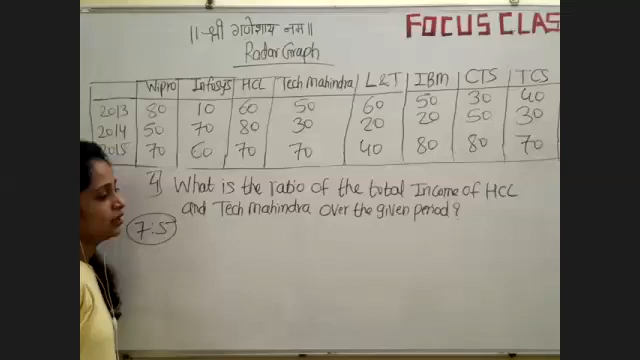 ॥श्री गणेशाय नम॥
FOCUS CLAS
Radar Graph
Wipro Infosys HCL Tech Mahindra L&T IBM CTS TCS
2013 80 10 60 50 60 50 30 40
2014 50 70 80 30 20 20 50 30
2015 70 60 70 70 40 80 80 70
4) What is the ratio of the total Income of HCL
and Tech Mahindra over the given period?
7:5